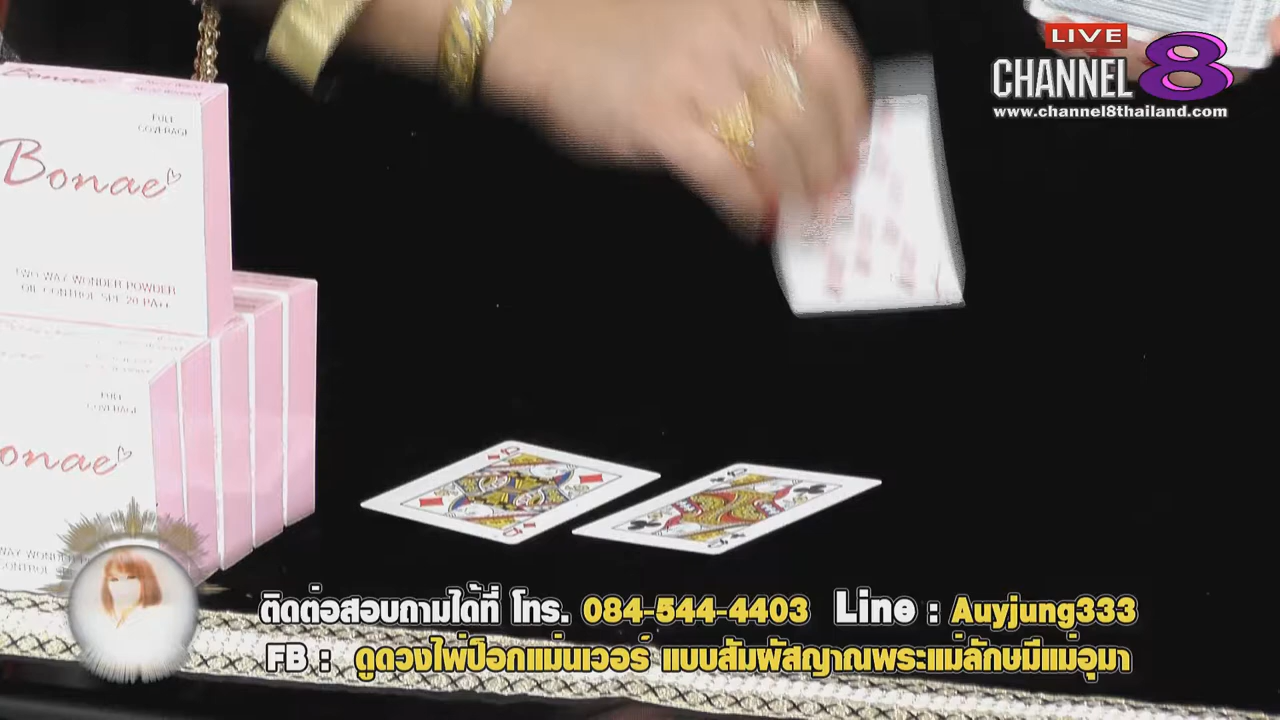 LIVE
CHANNEL 8
www.channel8thailand.com
Bonae
FULL
COVERAGE
Bonae
TWO WAY WONDER POWDER
OIL CONTROL SPF 20 PA++
FULL
COVERAGE
onae
WAY WONDER
Q
Q
Q
Q
ติดต่อสอบถามได้ที่ โทร. 084-544-4403 Line : Auyjung333
FB : ดูดวงไพ่ป๊อกแม่นเวอร์ แบบสัมผัสญาณพระแม่ลักษมีแม่อุมา